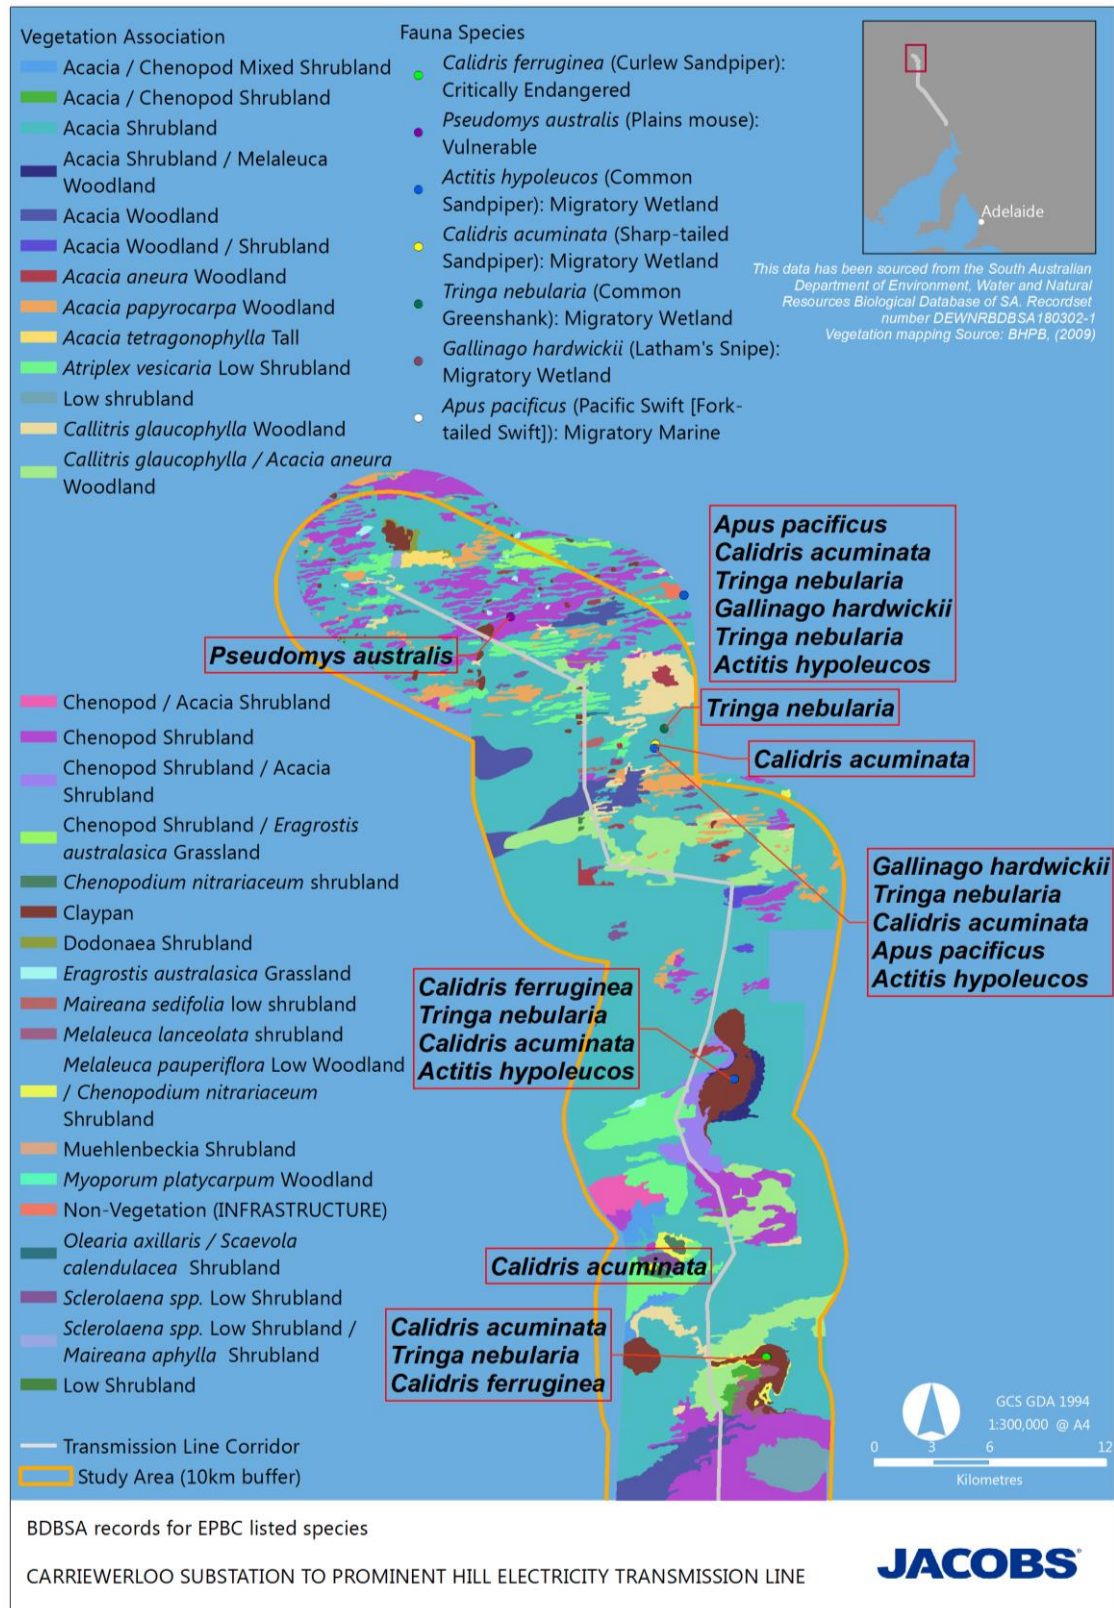 Vegetation Association
Acacia / Chenopod Mixed Shrubland
Acacia / Chenopod Shrubland
Acacia Shrubland
Acacia Shrubland / Melaleuca
Woodland
Acacia Woodland
Acacia Woodland / Shrubland
Acacia aneura Woodland
Acacia papyrocarpa Woodland
Acacia tetragonophylla Tall
Atriplex vesicaria Low Shrubland
Low shrubland
Callitris glaucophylla Woodland
Callitris glaucophylla / Acacia aneura
Woodland
Fauna Species
Calidris ferruginea (Curlew Sandpiper):
Critically Endangered
Pseudomys australis (Plains mouse):
Vulnerable
Actitis hypoleucos (Common
Sandpiper): Migratory Wetland
Calidris acuminata (Sharp-tailed
Sandpiper): Migratory Wetland
Tringa nebularia (Common
Greenshank): Migratory Wetland
Gallinago hardwickii (Latham's Snipe):
Migratory Wetland
Apus pacificus (Pacific Swift [Fork-
tailed Swift]): Migratory Marine
Adelaide
This data has been sourced from the South Australian
Department of Environment, Water and Natural
Resources Biological Database of SA. Recordset
number DEWNRBDBSA180302-1
Vegetation mapping Source: BHPB, (2009)
Apus pacificus
Calidris acuminata
Tringa nebularia
Gallinago hardwickii
Tringa nebularia
Actitis hypoleucos
Pseudomys australis
Tringa nebularia
Calidris acuminata
Gallinago hardwickii
Tringa nebularia
Calidris acuminata
Apus pacificus
Actitis hypoleucos
Calidris ferruginea
Tringa nebularia
Calidris acuminata
Actitis hypoleucos
Calidris acuminata
Calidris acuminata
Tringa nebularia
Calidris ferruginea
Chenopod / Acacia Shrubland
Chenopod Shrubland
Chenopod Shrubland / Acacia
Shrubland
Chenopod Shrubland / Eragrostis
australasica Grassland
Chenopodium nitrariaceum shrubland
Claypan
Dodonaea Shrubland
Eragrostis australasica Grassland
Maireana sedifolia low shrubland
Melaleuca lanceolata shrubland
Melaleuca pauperiflora Low Woodland
/ Chenopodium nitrariaceum
Shrubland
Muehlenbeckia Shrubland
Myoporum platycarpum Woodland
Non-Vegetation (INFRASTRUCTURE)
Olearia axillaris / Scaevola
calendulacea Shrubland
Sclerolaena spp. Low Shrubland
Sclerolaena spp. Low Shrubland /
Maireana aphylla Shrubland
Low Shrubland
Transmission Line Corridor
Study Area (10km buffer)
GCS GDA 1994
1:300,000 @ A4
0 3 6 12
Kilometres
BDBSA records for EPBC listed species
CARRIEWERLOO SUBSTATION TO PROMINENT HILL ELECTRICITY TRANSMISSION LINE
JACOBS